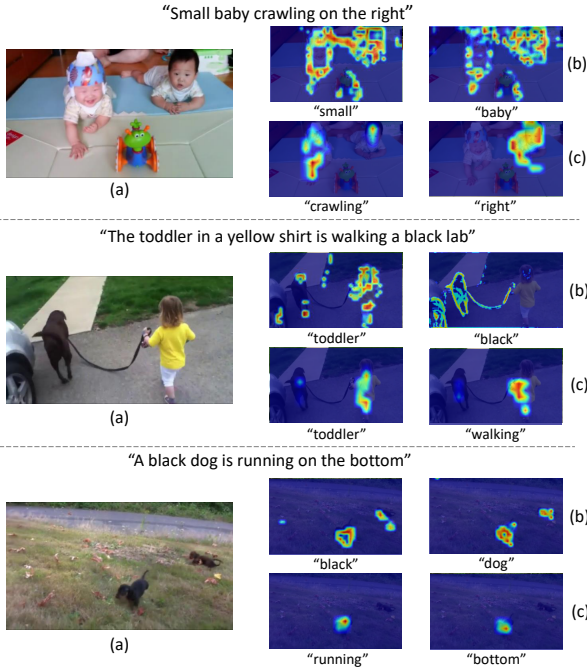 “Small baby crawling on the right”
(b)
“small” “baby”
(c)
“crawling” “right”
(a)
“The toddler in a yellow shirt is walking a black lab”
(b)
“toddler” “black”
(c)
(a)
“toddler” “walking”
“A black dog is running on the bottom”
(b)
“black” “dog”
(c)
(a)
“running” “bottom”